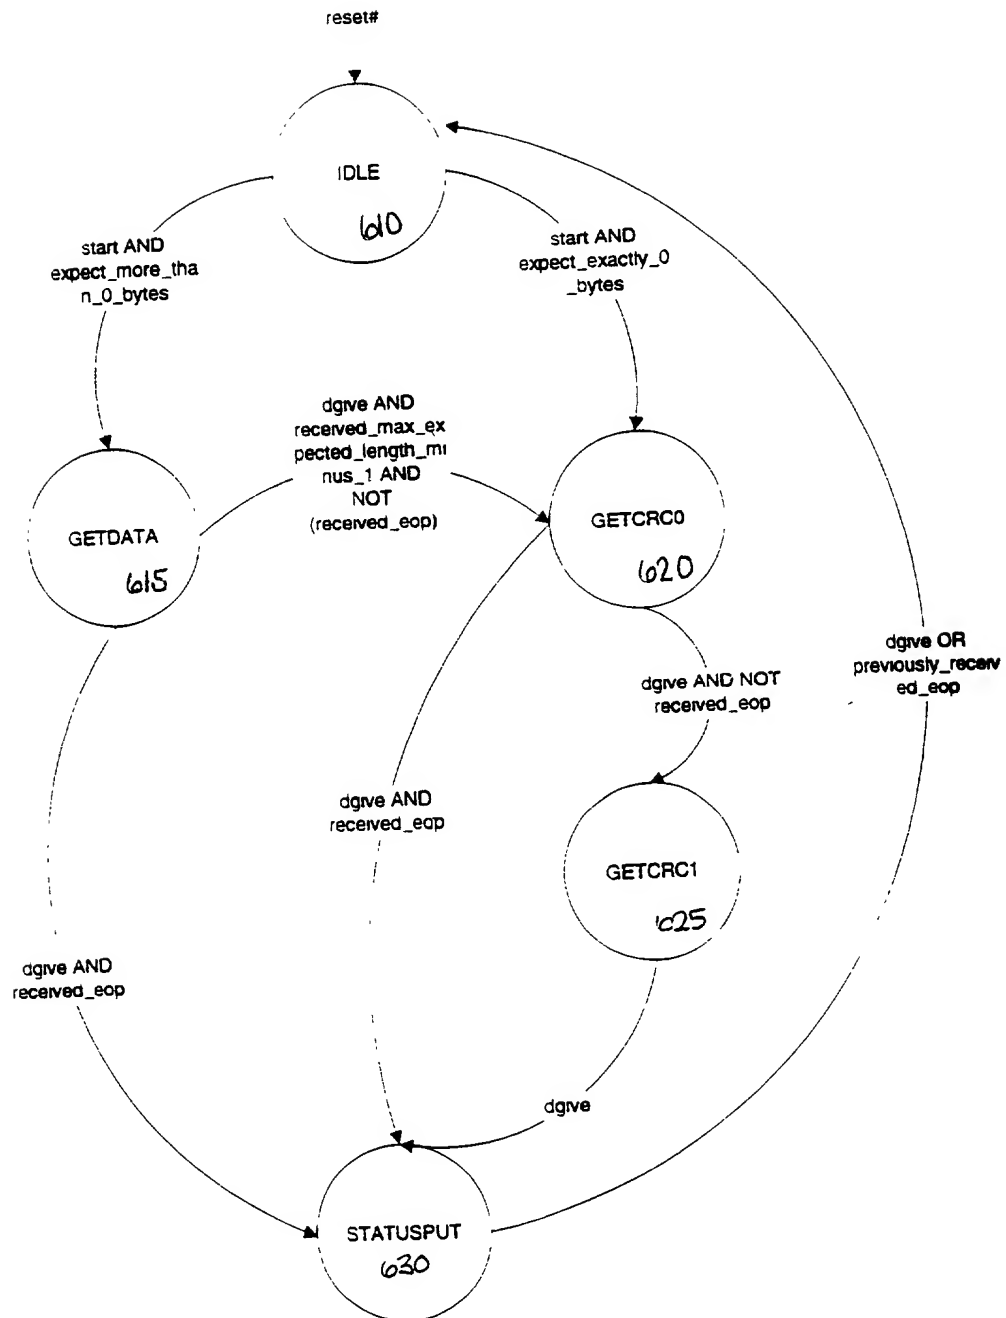 reset#
IDLE
610
start AND
expect_more_tha
n_0_bytes
start AND
expect_exactly_0
_bytes
dgive AND
received_max_ex
pected_length_mi
nus_1 AND
NOT
(received_eop)
GETDATA
615
GETCRC0
620
dgive AND NOT
received_eop
dgive OR
previously_receiv
ed_eop
dgive AND
received_eop
GETCRC1
625
dgive AND
received_eop
dgive
STATUSPUT
630